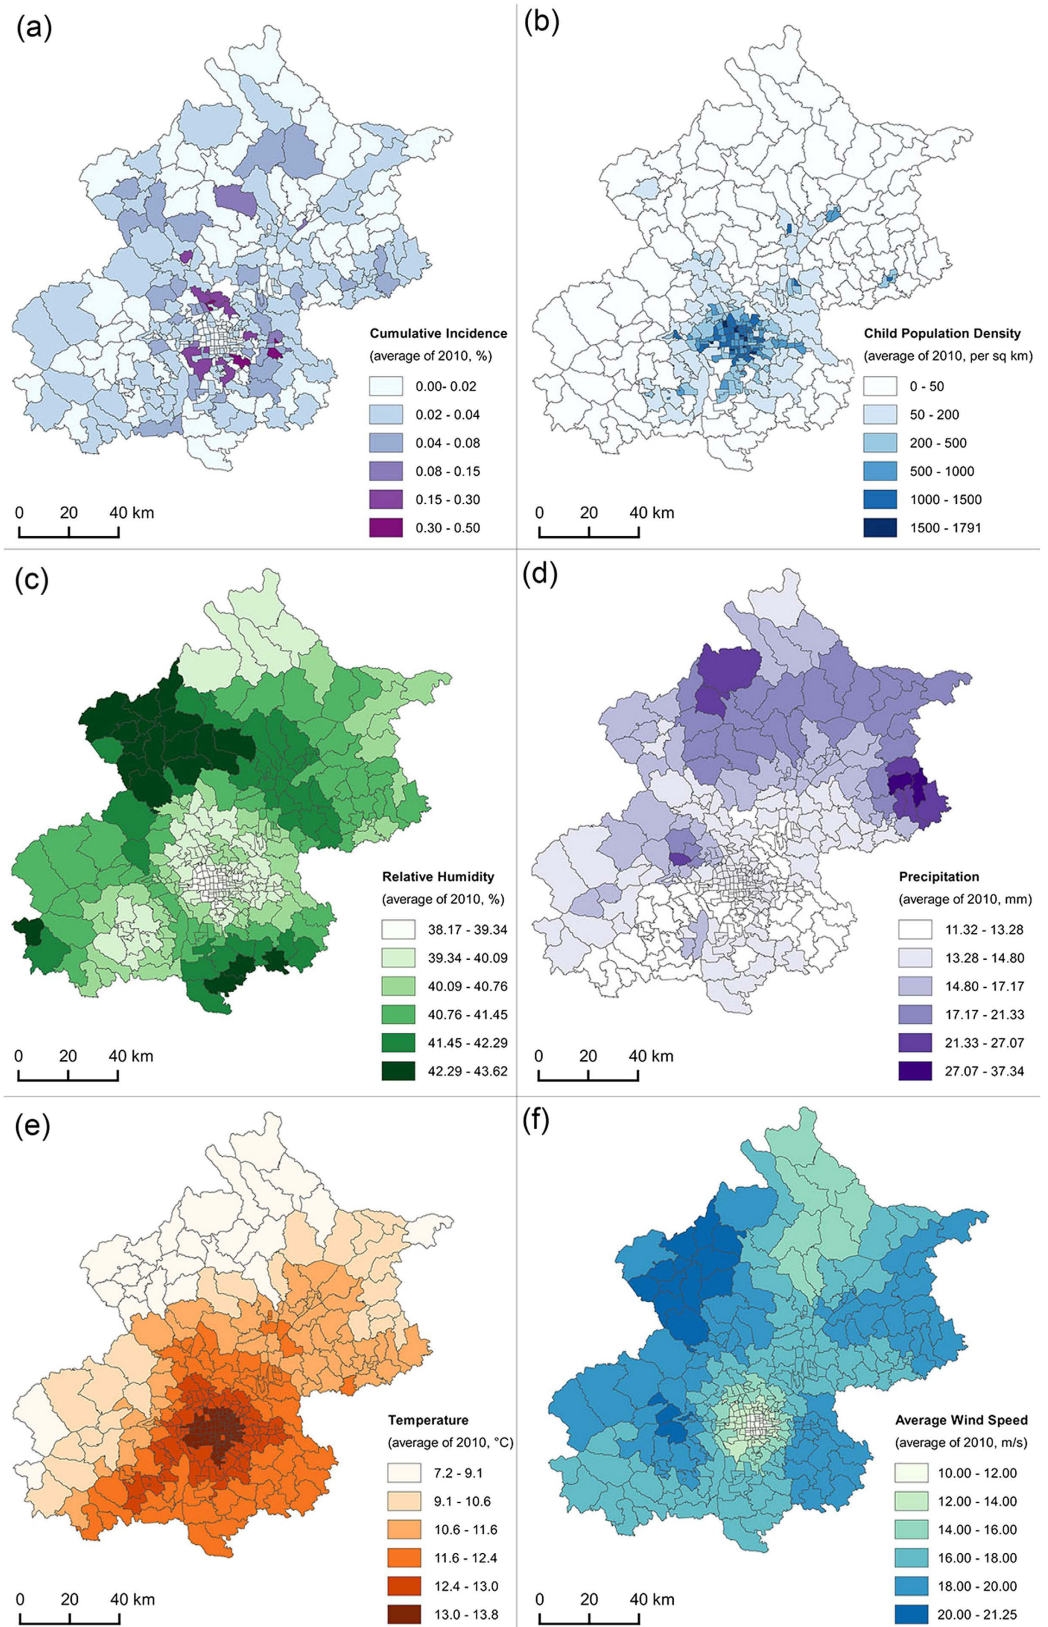 (a)
Cumulative Incidence
(average of 2010, %)
0.00- 0.02
0.02 - 0.04
0.04 - 0.08
0.08 - 0.15
0.15 - 0.30
0.30 - 0.50
0 20 40 km
(b)
Child Population Density
(average of 2010, per sq km)
0 - 50
50 - 200
200 - 500
500 - 1000
1000 - 1500
1500 - 1791
0 20 40 km
(c)
Relative Humidity
(average of 2010, %)
38.17 - 39.34
39.34 - 40.09
40.09 - 40.76
40.76 - 41.45
41.45 - 42.29
42.29 - 43.62
0 20 40 km
(d)
Precipitation
(average of 2010, mm)
11.32 - 13.28
13.28 - 14.80
14.80 - 17.17
17.17 - 21.33
21.33 - 27.07
27.07 - 37.34
0 20 40 km
(e)
Temperature
(average of 2010, °C)
7.2 - 9.1
9.1 - 10.6
10.6 - 11.6
11.6 - 12.4
12.4 - 13.0
13.0 - 13.8
0 20 40 km
(f)
Average Wind Speed
(average of 2010, m/s)
10.00 - 12.00
12.00 - 14.00
14.00 - 16.00
16.00 - 18.00
18.00 - 20.00
20.00 - 21.25
0 20 40 km